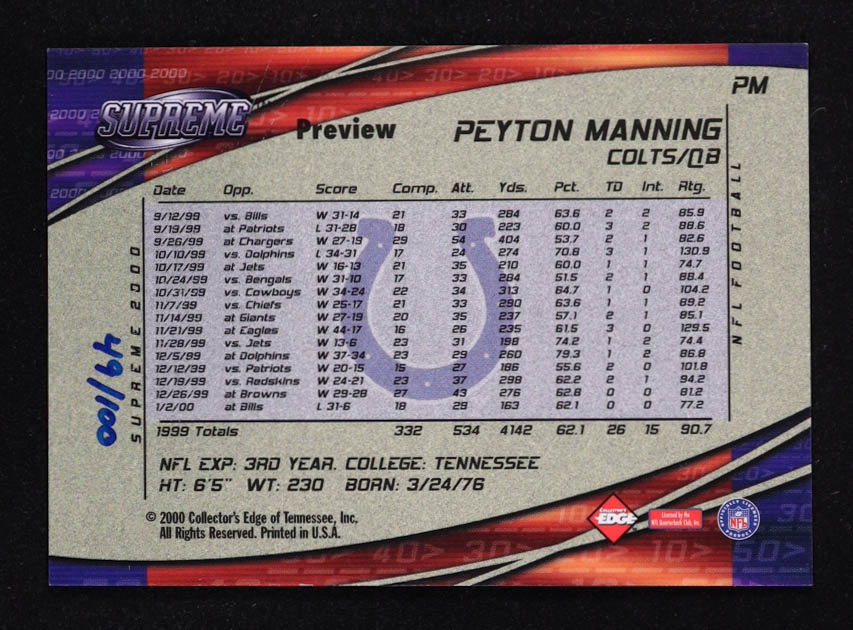 2000 2000 2000
SUPREME
Preview
PM
PEYTON MANNING
COLTS/QB
Date Opp. Score Comp. Att. Yds. Pct. TD Int. Rtg.
9/12/99 vs. Bills W 31-14 21 33 284 63.6 2 2 85.9
9/19/99 at Patriots L 31-28 18 30 223 60.0 3 2 88.6
9/26/99 at Chargers W 27-19 29 54 404 53.7 2 1 82.6
10/10/99 vs. Dolphins L 34-31 17 24 274 70.8 3 1 130.9
10/17/99 at Jets W 16-13 21 35 210 60.0 1 1 74.7
10/24/99 vs. Bengals W 31-10 17 33 284 51.5 2 1 88.4
10/31/99 vs. Cowboys W 34-24 22 34 313 64.7 1 0 104.2
11/7/99 vs. Chiefs W 25-17 21 33 290 63.6 1 1 89.2
11/14/99 at Giants W 27-19 20 35 237 57.1 2 1 85.1
11/21/99 at Eagles W 44-17 16 26 235 61.5 3 0 129.5
11/28/99 vs. Jets W 13-6 23 31 198 74.2 1 2 74.4
12/5/99 at Dolphins W 37-34 23 29 260 79.3 1 2 86.8
12/12/99 vs. Patriots W 20-15 15 27 186 55.6 2 0 101.8
12/19/99 vs. Redskins W 24-21 23 37 298 62.2 2 1 94.2
12/26/99 at Browns W 29-28 27 43 276 62.8 0 0 81.2
1/2/00 at Bills L 31-6 18 29 163 62.1 0 0 77.2
1999 Totals 332 534 4142 62.1 26 15 90.7
SUPREME 2000
49/100
NFL FOOTBALL
NFL EXP: 3RD YEAR. COLLEGE: TENNESSEE
HT: 6'5" WT: 230 BORN: 3/24/76
© 2000 Collector's Edge of Tennessee, Inc.
All Rights Reserved. Printed in U.S.A.
COLLECTOR'S
EDGE
Licensed by the
NFL Quarterback Club, Inc.
NFL